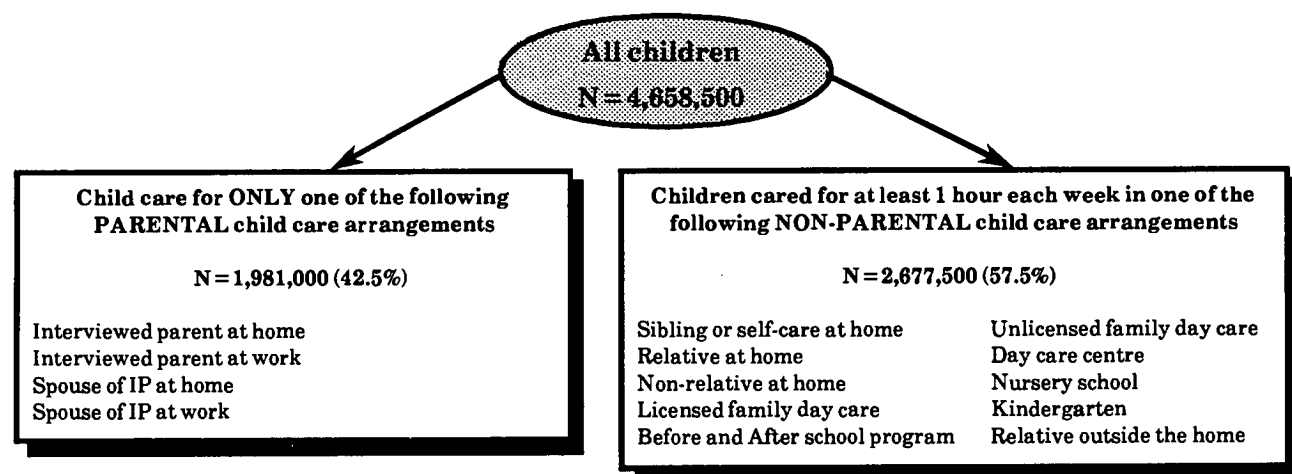 All children
N = 4,658,500
Child care for ONLY one of the following
PARENTAL child care arrangements
N = 1,981,000 (42.5%)
Interviewed parent at home
Interviewed parent at work
Spouse of IP at home
Spouse of IP at work
Children cared for at least 1 hour each week in one of the
following NON-PARENTAL child care arrangements
N = 2,677,500 (57.5%)
Sibling or self-care at home
Relative at home
Non-relative at home
Licensed family day care
Before and After school program
Unlicensed family day care
Day care centre
Nursery school
Kindergarten
Relative outside the home